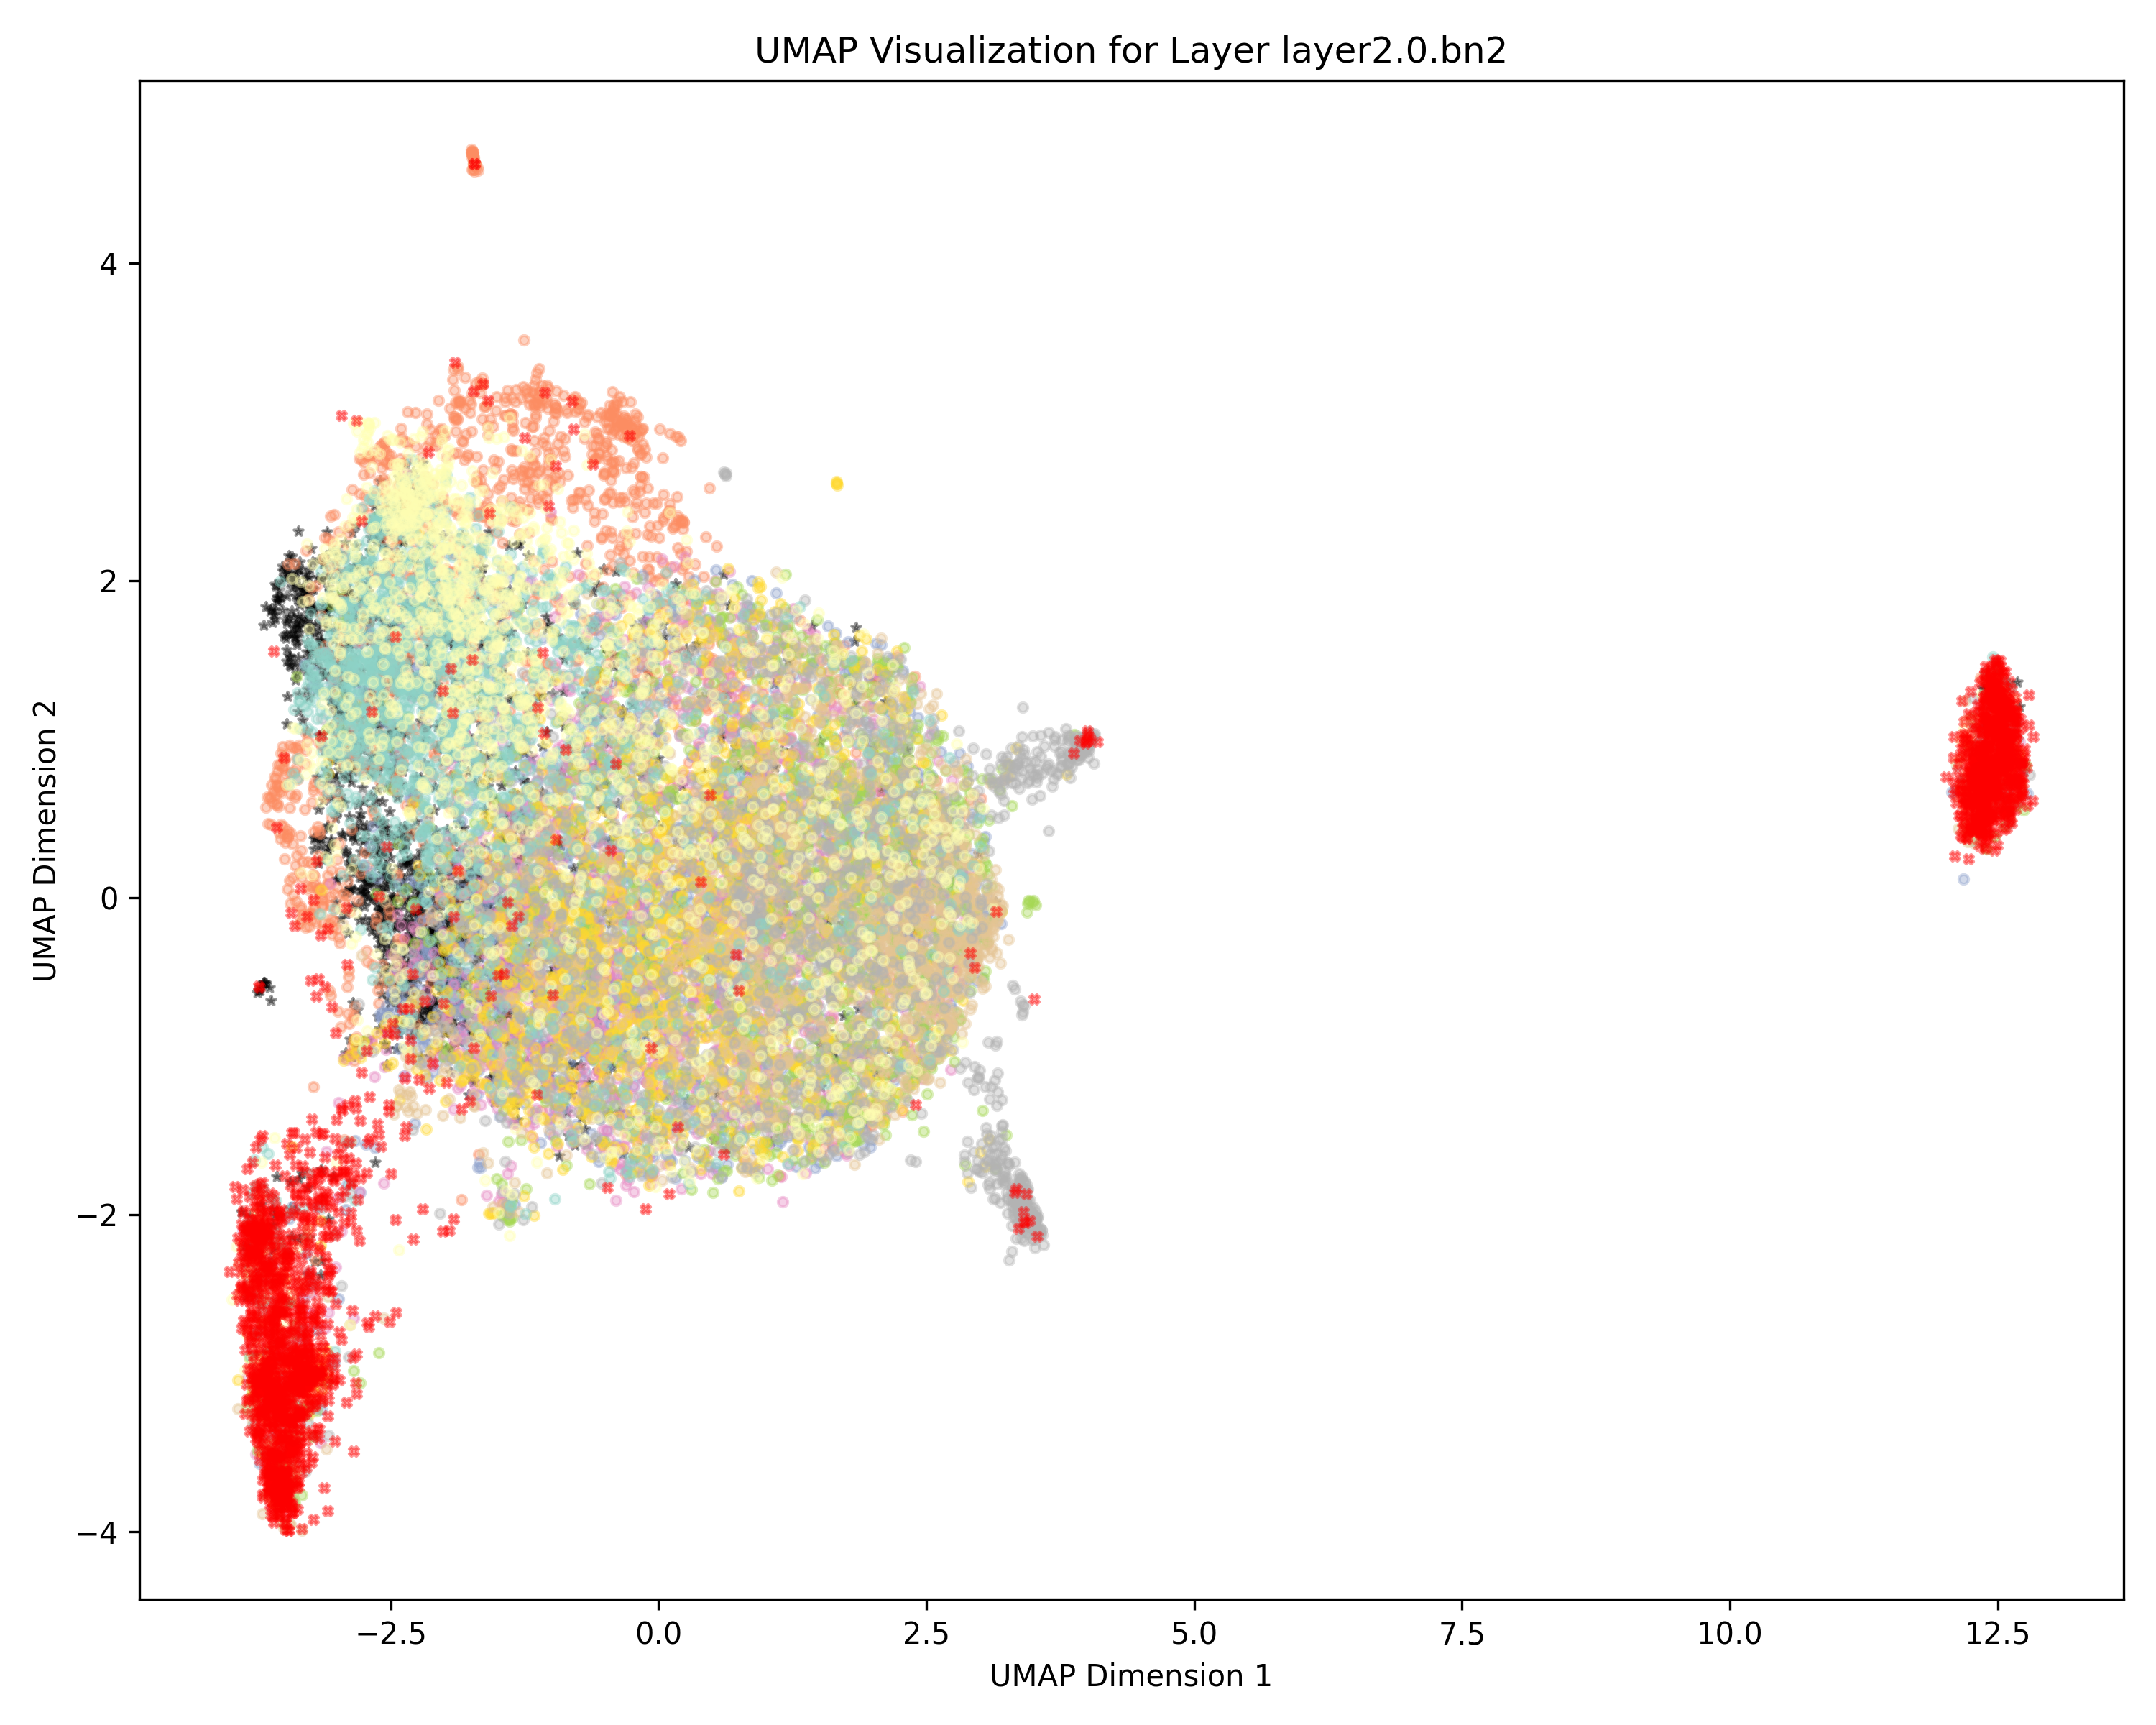 UMAP Visualization for Layer layer2.0.bn2
UMAP Dimension 2
4
2
0
−2
−4
−2.5 0.0 2.5 5.0 7.5 10.0 12.5
UMAP Dimension 1